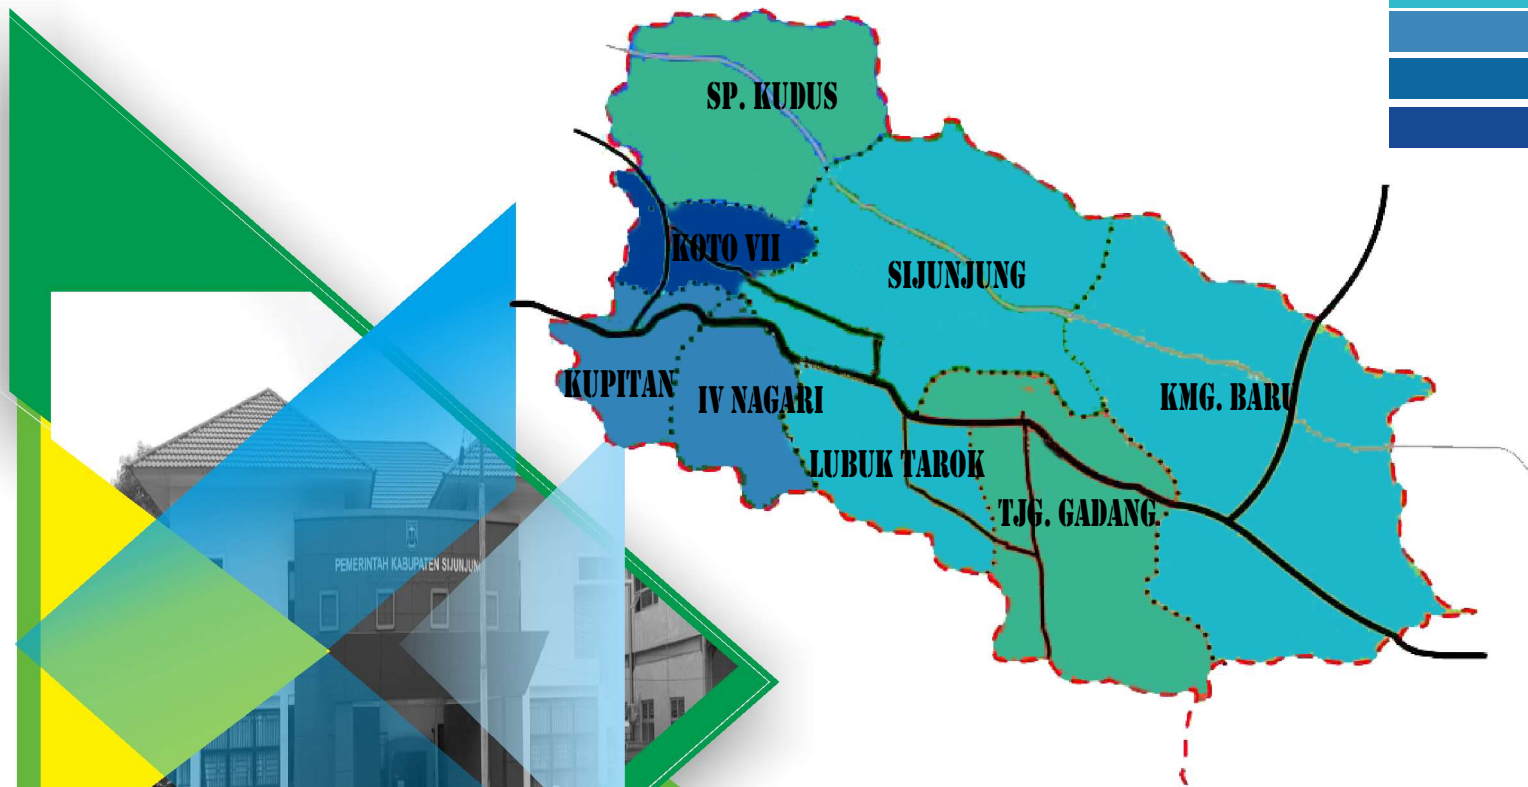 SP. KUDUS
KOTO VII
SIJUNJUNG
KUPITAN
IV NAGARI
KMG. BARU
LUBUK TAROK
TJG. GADANG
PEMERINTAH KABUPATEN SIJUNJUNG